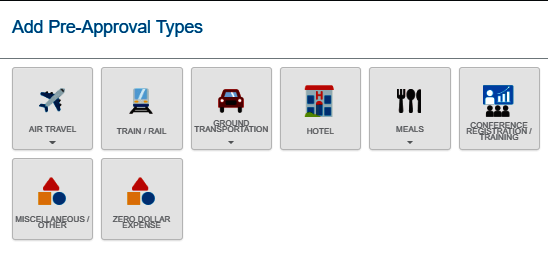 Add Pre-Approval Types
AIR TRAVEL
TRAIN / RAIL
GROUND
TRANSPORTATION
HOTEL
MEALS
CONFERENCE
REGISTRATION /
TRAINING
MISCELLANEOUS /
OTHER
ZERO DOLLAR
EXPENSE